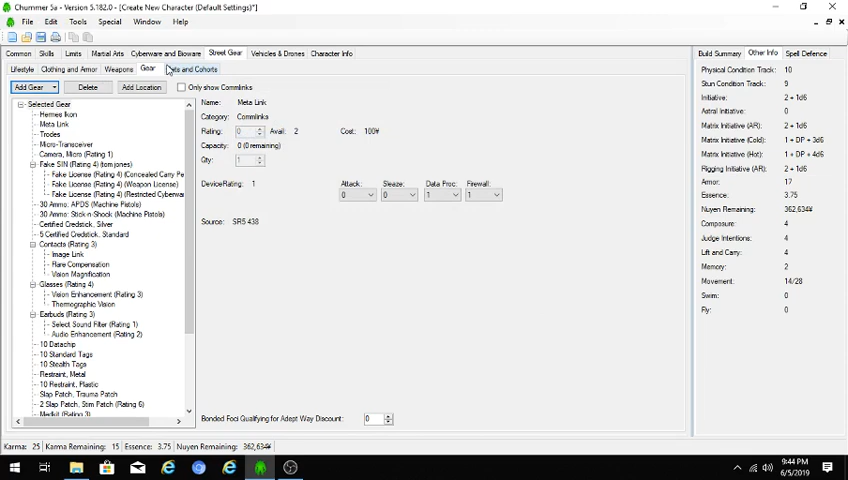 Chummer 5a - Version 5.182.0 - [Create New Character (Default Settings)*]
File Edit Tools Special Window Help
Common Skills Limits Martial Arts Cyberware and Bioware Street Gear Vehicles & Drones Character Info
Lifestyle Clothing and Armor Weapons Gear Pets and Cohorts
Add Gear Delete Add Location Only show Commlinks
Selected Gear
Hermes Ikon
Meta Link
Trodes
Micro-Transceiver
Camera, Micro (Rating 1)
Fake SIN (Rating 4) (tom jones)
Fake License (Rating 4) (Concealed Carry Pe
Fake License (Rating 4) (Weapon License)
Fake License (Rating 4) (Restricted Cyberwa
30 Ammo: APDS (Machine Pistols)
30 Ammo: Stick-n-Shock (Machine Pistols)
Certified Credstick, Silver
5 Certified Credstick, Standard
Contacts (Rating 3)
Image Link
Flare Compensation
Vision Magnification
Glasses (Rating 4)
Vision Enhancement (Rating 3)
Thermographic Vision
Earbuds (Rating 3)
Select Sound Filter (Rating 1)
Audio Enhancement (Rating 2)
10 Datachip
10 Standard Tags
10 Stealth Tags
Restraint, Metal
10 Restraint, Plastic
Slap Patch, Trauma Patch
2 Slap Patch, Stim Patch (Rating 6)
Medkit (Rating 3)
Name: Meta Link
Category: Commlinks
Rating: 0 Avail: 2 Cost: 100¥
Capacity: 0 (0 remaining)
Qty: 1
DeviceRating: 1 Attack: Sleaze: Data Proc: Firewall:
0 0 1 1
Source: SR5 438
Bonded Foci Qualifying for Adept Way Discount: 0
Build Summary Other Info Spell Defence
Physical Condition Track: 10
Stun Condition Track: 9
Initiative: 2 + 1d6
Astral Initiative: 0
Matrix Initiative (AR): 2 + 1d6
Matrix Initiative (Cold): 1 + DP + 3d6
Matrix Initiative (Hot): 1 + DP + 4d6
Rigging Initiative (AR): 2 + 1d6
Armor: 17
Essence: 3.75
Nuyen Remaining: 362,634¥
Composure: 4
Judge Intentions: 4
Lift and Carry: 4
Memory: 2
Movement: 14/28
Swim: 0
Fly: 0
Karma: 25 Karma Remaining: 15 Essence: 3.75 Nuyen Remaining: 362,634¥
9:44 PM
6/5/2019